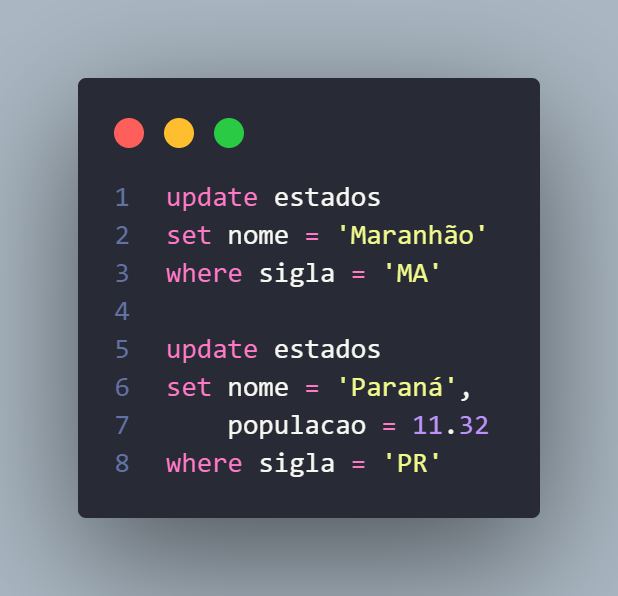 1 update estados
2 set nome = 'Maranhão'
3 where sigla = 'MA'
4
5 update estados
6 set nome = 'Paraná',
7     populacao = 11.32
8 where sigla = 'PR'